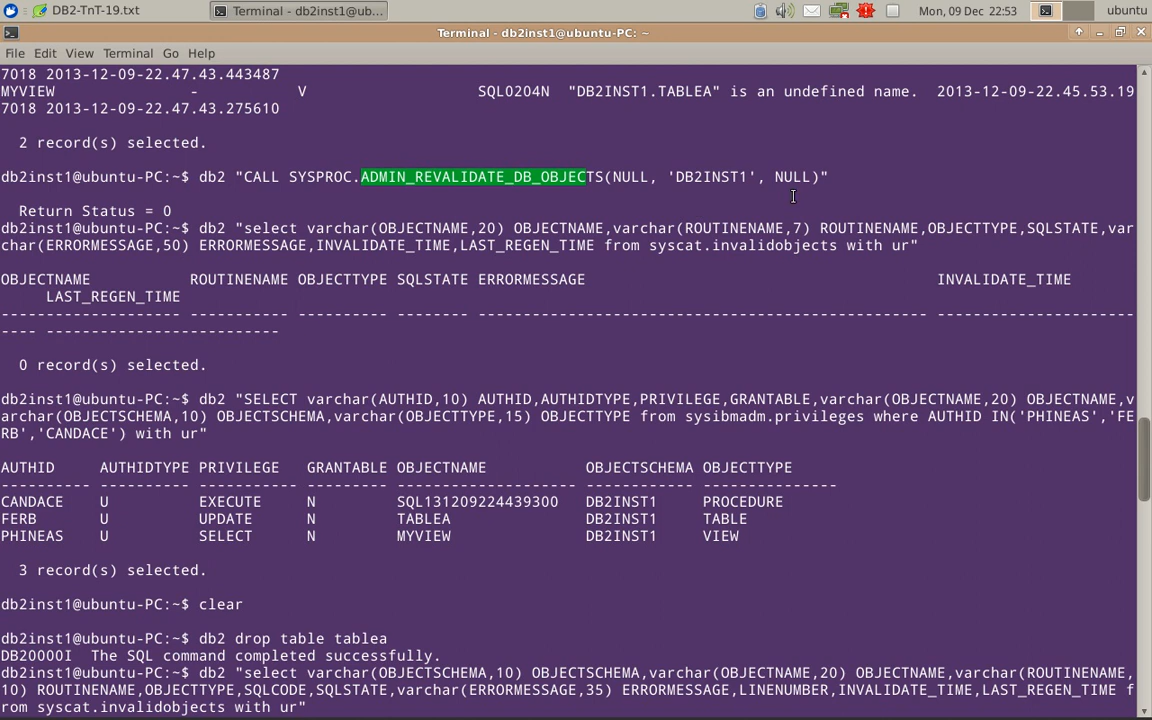 DB2-TnT-19.txt
Terminal - db2inst1@ub...
Mon, 09 Dec 22:53
ubuntu
Terminal - db2inst1@ubuntu-PC: ~
File Edit View Terminal Go Help
7018 2013-12-09-22.47.43.443487
MYVIEW - V SQL0204N "DB2INST1.TABLEA" is an undefined name. 2013-12-09-22.45.53.19
7018 2013-12-09-22.47.43.275610
2 record(s) selected.
db2inst1@ubuntu-PC:~$ db2 "CALL SYSPROC.ADMIN_REVALIDATE_DB_OBJECTS(NULL, 'DB2INST1', NULL)"
Return Status = 0
db2inst1@ubuntu-PC:~$ db2 "select varchar(OBJECTNAME,20) OBJECTNAME,varchar(ROUTINENAME,7) ROUTINENAME,OBJECTTYPE,SQLSTATE,var
char(ERRORMESSAGE,50) ERRORMESSAGE,INVALIDATE_TIME,LAST_REGEN_TIME from syscat.invalidobjects with ur"
OBJECTNAME ROUTINENAME OBJECTTYPE SQLSTATE ERRORMESSAGE INVALIDATE_TIME
LAST_REGEN_TIME
-------------------- ----------- ---------- -------- -------------------------------------------------- ----------------------
---- --------------------------
0 record(s) selected.
db2inst1@ubuntu-PC:~$ db2 "SELECT varchar(AUTHID,10) AUTHID,AUTHIDTYPE,PRIVILEGE,GRANTABLE,varchar(OBJECTNAME,20) OBJECTNAME,v
archar(OBJECTSCHEMA,10) OBJECTSCHEMA,varchar(OBJECTTYPE,15) OBJECTTYPE from sysibmadm.privileges where AUTHID IN('PHINEAS','FE
RB','CANDACE') with ur"
AUTHID AUTHIDTYPE PRIVILEGE GRANTABLE OBJECTNAME OBJECTSCHEMA OBJECTTYPE
---------- ---------- ----------- --------- -------------------- ------------ ---------------
CANDACE U EXECUTE N SQL131209224439300 DB2INST1 PROCEDURE
FERB U UPDATE N TABLEA DB2INST1 TABLE
PHINEAS U SELECT N MYVIEW DB2INST1 VIEW
3 record(s) selected.
db2inst1@ubuntu-PC:~$ clear
db2inst1@ubuntu-PC:~$ db2 drop table tablea
DB20000I The SQL command completed successfully.
db2inst1@ubuntu-PC:~$ db2 "select varchar(OBJECTSCHEMA,10) OBJECTSCHEMA,varchar(OBJECTNAME,20) OBJECTNAME,varchar(ROUTINENAME,
10) ROUTINENAME,OBJECTTYPE,SQLCODE,SQLSTATE,varchar(ERRORMESSAGE,35) ERRORMESSAGE,LINENUMBER,INVALIDATE_TIME,LAST_REGEN_TIME f
rom syscat.invalidobjects with ur"